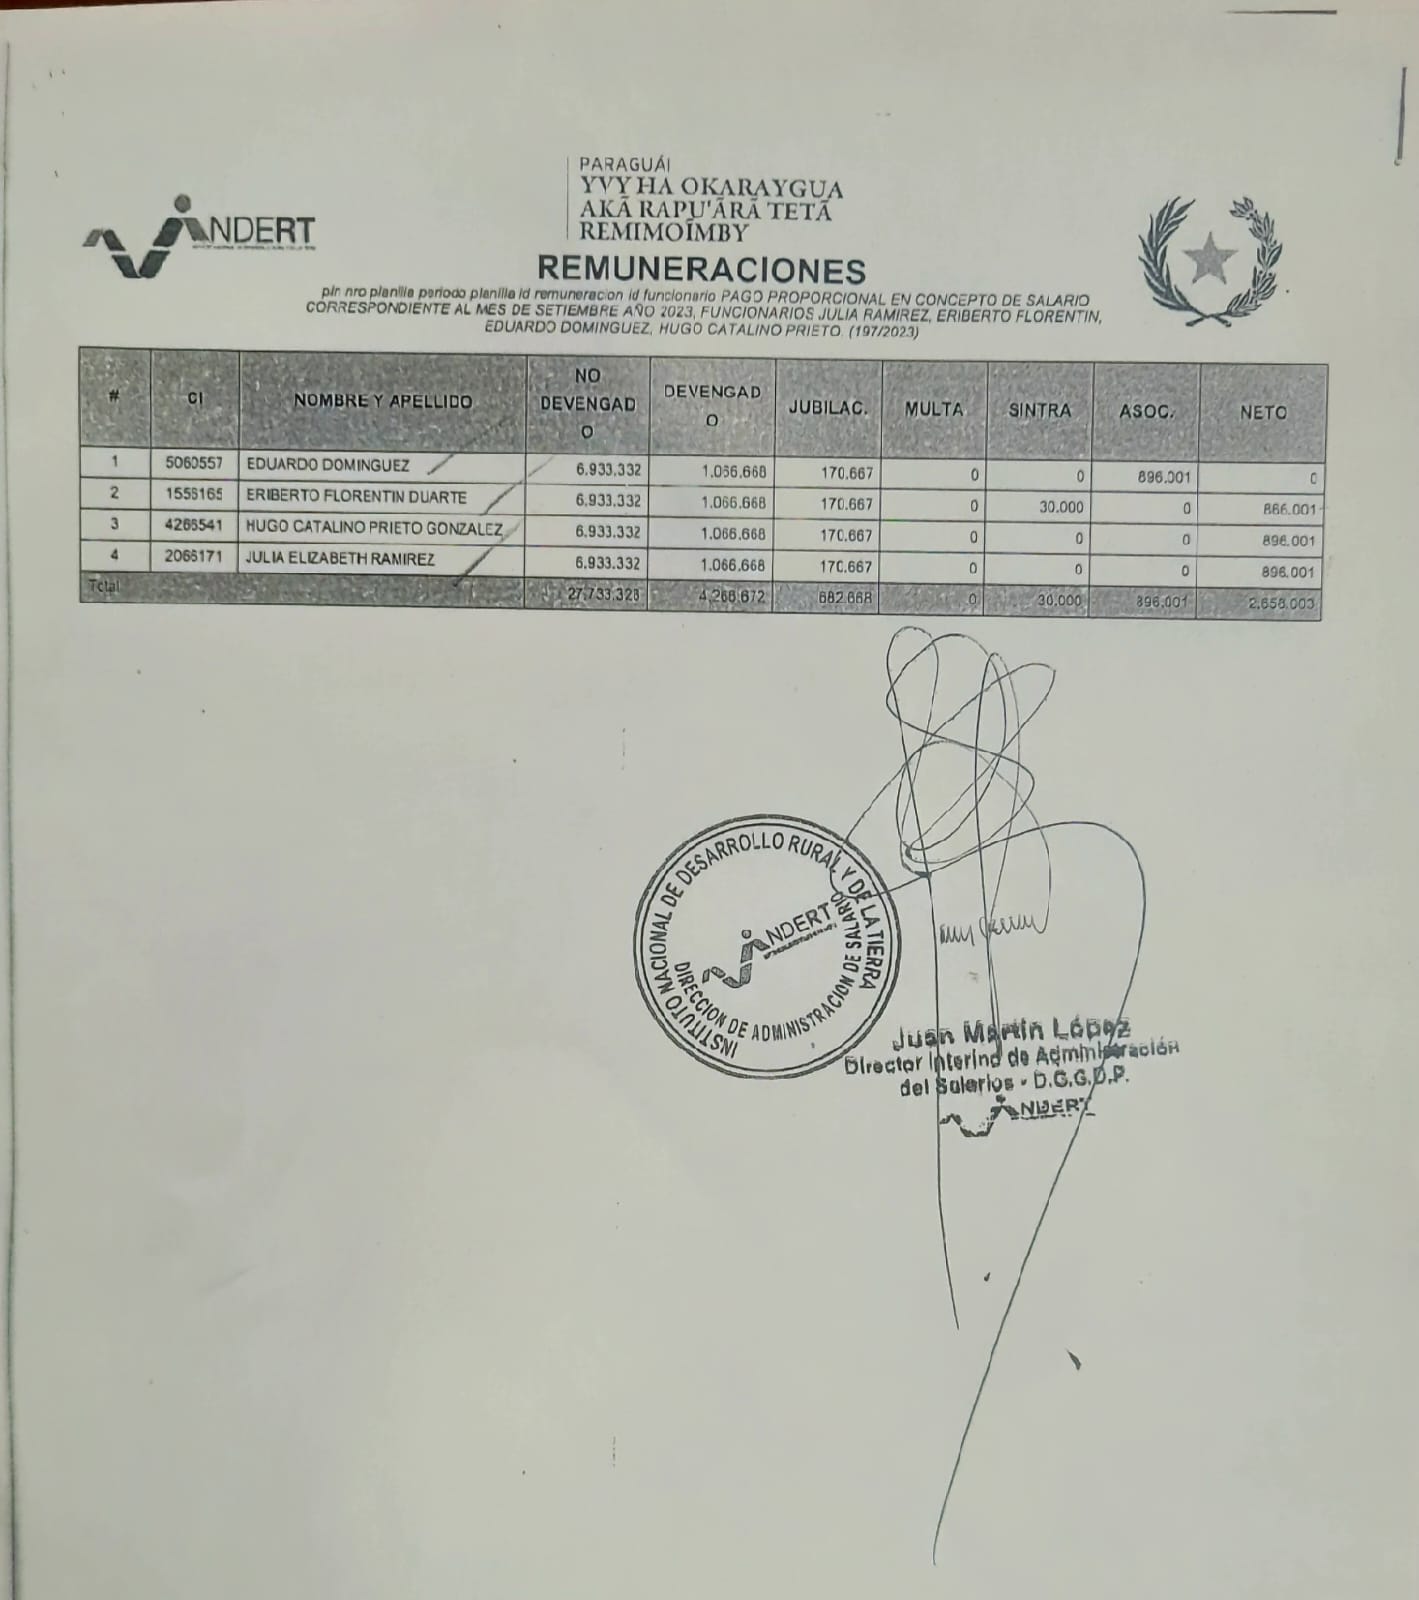 INDERT
PARAGUÁI
YVY HA OKARAYGUA
AKÃ RAPU'ÃRÃ TETÃ
REMIMOĨMBY
REMUNERACIONES
pln nro planilla periodo planilla id remuneracion id funcionario PAGO PROPORCIONAL EN CONCEPTO DE SALARIO
CORRESPONDIENTE AL MES DE SETIEMBRE AÑO 2023, FUNCIONARIOS JULIA RAMIREZ, ERIBERTO FLORENTIN,
EDUARDO DOMINGUEZ, HUGO CATALINO PRIETO. (197/2023)
# CI NOMBRE Y APELLIDO NO DEVENGADO DEVENGADO JUBILAC. MULTA SINTRA ASOC. NETO
1 5060557 EDUARDO DOMINGUEZ 6.933.332 1.066.668 170.667 0 0 896.001 0
2 1556165 ERIBERTO FLORENTIN DUARTE 6.933.332 1.066.668 170.667 0 30.000 0 866.001
3 4266541 HUGO CATALINO PRIETO GONZALEZ 6.933.332 1.066.668 170.667 0 0 0 896.001
4 2066171 JULIA ELIZABETH RAMIREZ 6.933.332 1.066.668 170.667 0 0 0 896.001
Total 27.733.328 4.266.672 682.668 0 30.000 896.001 2.658.003
INSTITUTO NACIONAL DE DESARROLLO RURAL Y DE LA TIERRA
INDERT
DIRECCION DE ADMINISTRACION DE SALARIO
Juan Martín López
Director Interino de Administración
del Salarios - D.G.G.D.P.
INDERT